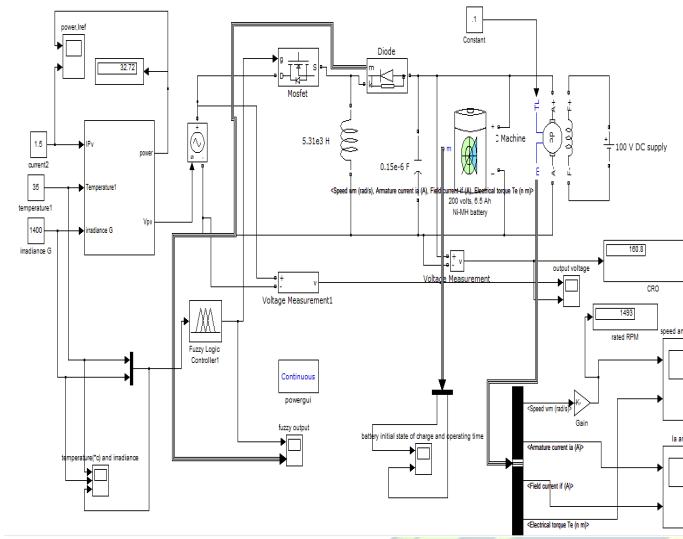 power,Iref
32.72
.1
Constant
Diode
m
a
k
g
D
S
Mosfet
TL
A+
F+
1.5
IPv
current2
power
5.31e3 H
0.15e-6 F
m
+
-
C Machine
dc
100 V DC supply
35
Temperature1
temperature1
<Speed wm (rad/s), Armature current ia (A), Field current if (A), Electrical torque Te (n m)>
m
A-
F-
200 volts, 6.5 Ah
Ni-MH battery
1400
irradiance G
Vpv
irradiance G
160.8
+
-
v
Voltage Measurement
output voltage
CRO
+
-
v
Voltage Measurement1
1493
rated RPM
Fuzzy Logic
Controller1
speed an
Continuous
powergui
<Speed wm (rad/s)>
K-
Gain
fuzzy output
battery initial state of charge and operating time
Ia an
<Armature current ia (A)>
temperature(°c) and irradiance
<Field current if (A)>
<Electrical torque Te (n m)>